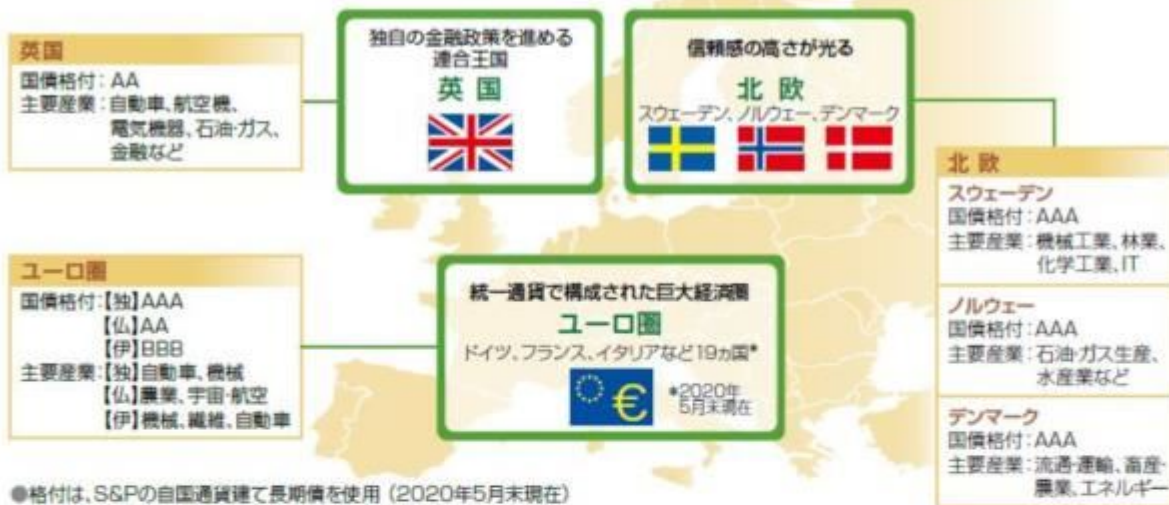 英国
国債格付：AA
主要産業：自動車、航空機、
電気機器、石油・ガス、
金融など
独自の金融政策を進める
連合王国
英国
信頼感の高さが光る
北欧
スウェーデン、ノルウェー、デンマーク
北欧
スウェーデン
国債格付：AAA
主要産業：機械工業、林業、
化学工業、IT
ノルウェー
国債格付：AAA
主要産業：石油・ガス生産、
水産業など
デンマーク
国債格付：AAA
主要産業：流通・運輸、畜産・
農業、エネルギー
ユーロ圏
国債格付：【独】AAA
【仏】AA
【伊】BBB
主要産業：【独】自動車、機械
【仏】農業、宇宙・航空
【伊】機械、繊維、自動車
統一通貨で構成された巨大経済圏
ユーロ圏
ドイツ、フランス、イタリアなど19ヵ国*
€
*2020年
5月末現在
●格付は、S&Pの自国通貨建て長期債を使用（2020年5月末現在）